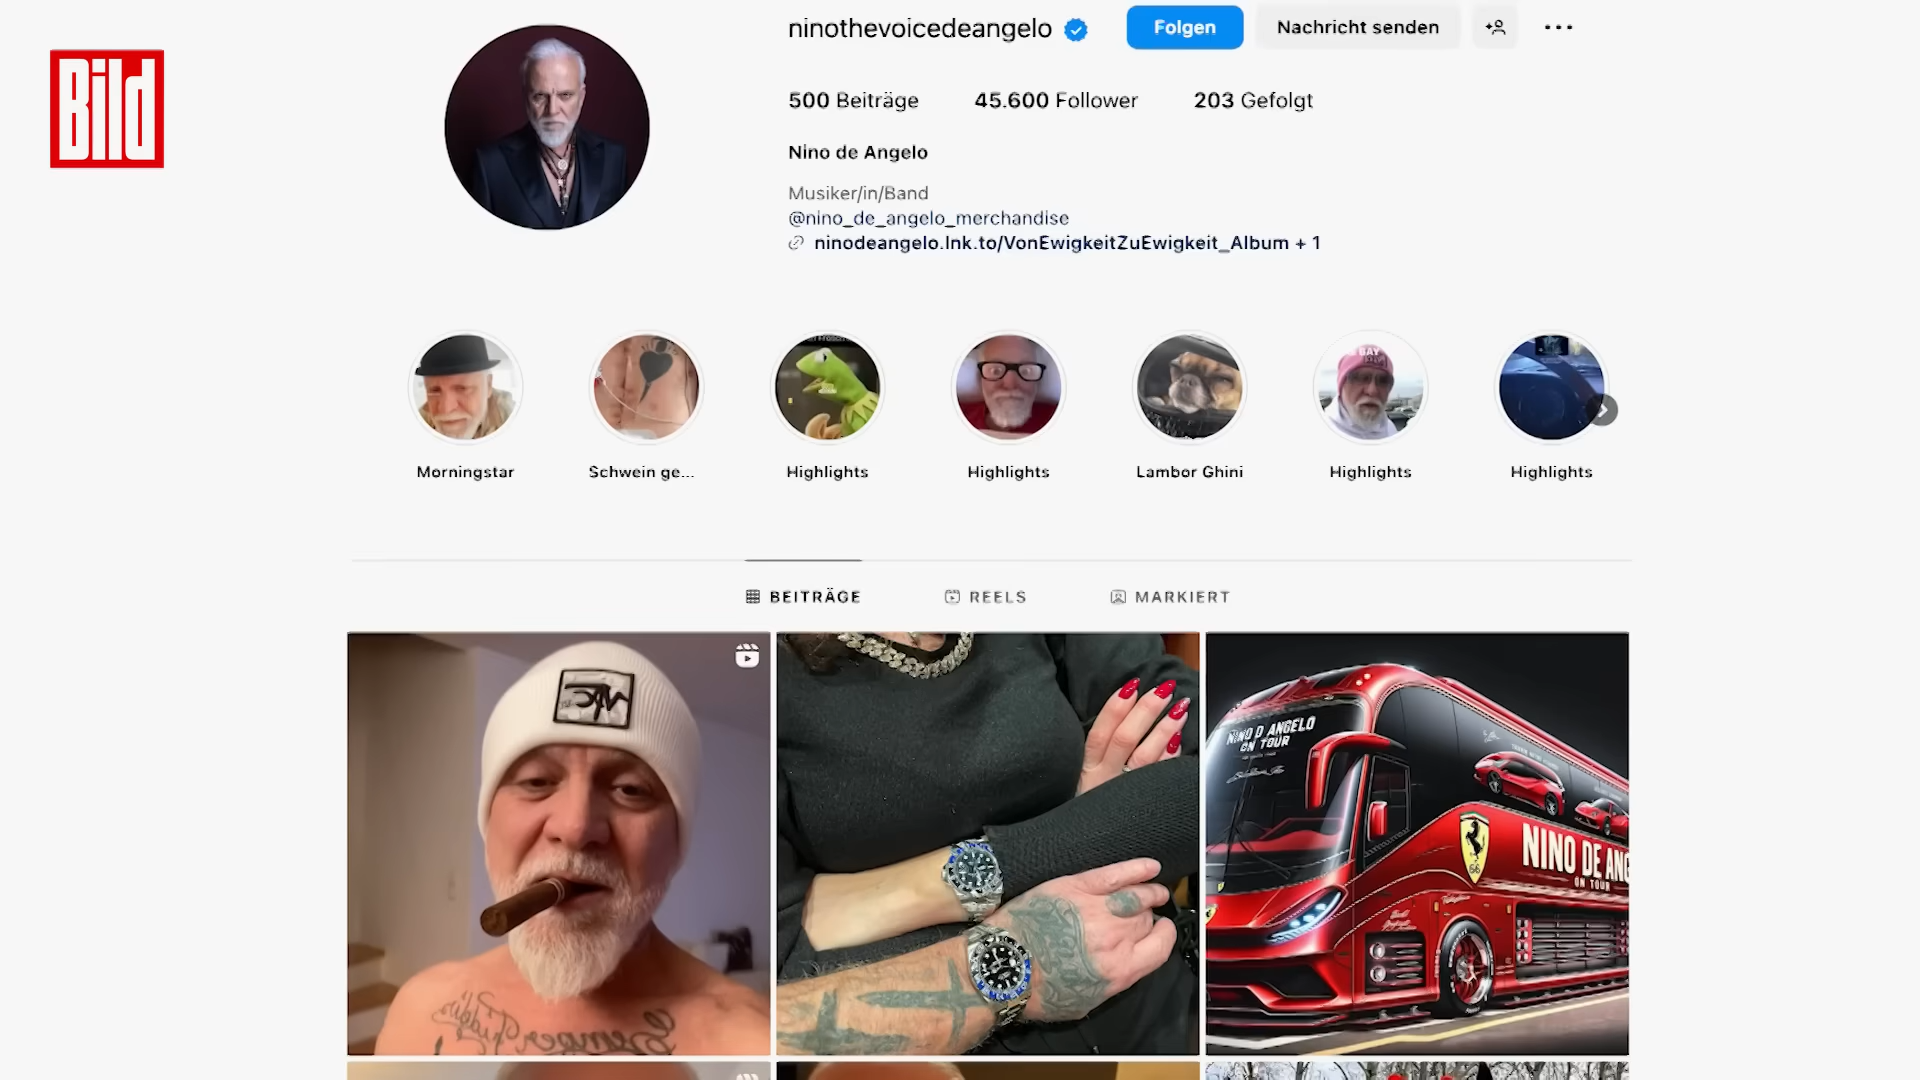 Bild
ninothevoicedeangelo
Folgen
Nachricht senden
500 Beiträge
45.600 Follower
203 Gefolgt
Nino de Angelo
Musiker/in/Band
@nino_de_angelo_merchandise
ninodeangelo.lnk.to/VonEwigkeitZuEwigkeit_Album + 1
Morningstar
Schwein ge...
Highlights
Highlights
Lambor Ghini
Highlights
Highlights
BEITRÄGE
REELS
MARKIERT
NINO D ANGELO
ON TOUR
NINO DE ANG
ON TOUR
Semper Fidelis